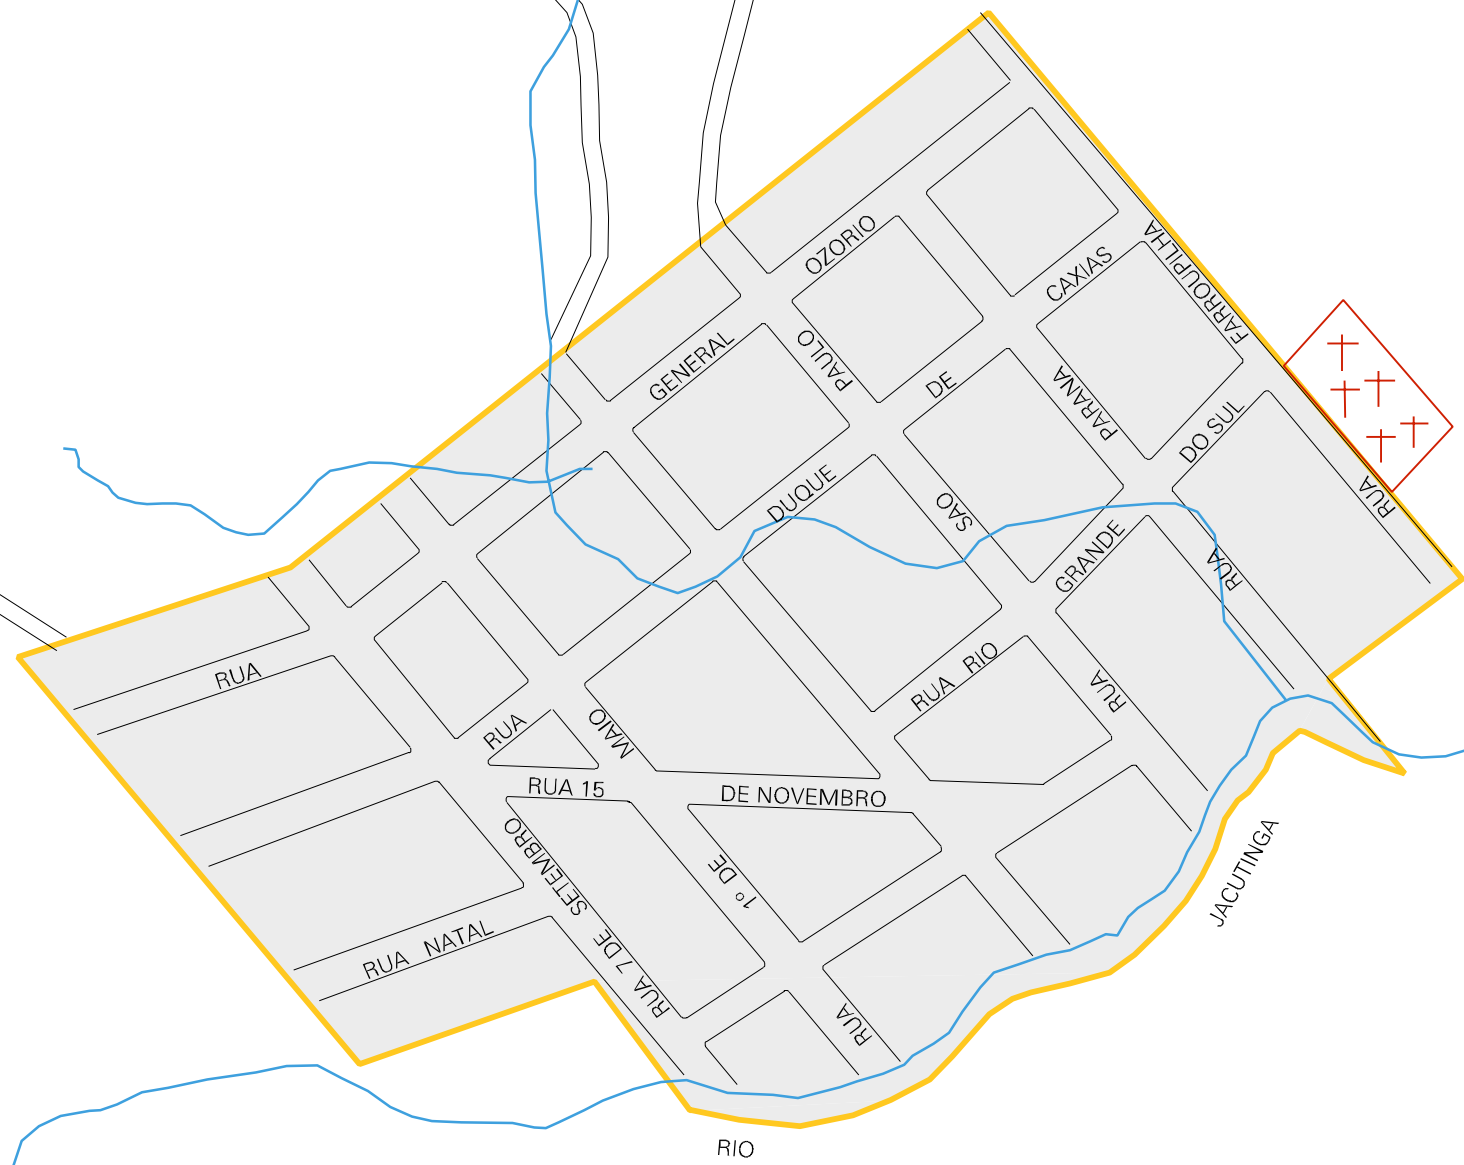 RUA GENERAL OZORIO
RUA DUQUE DE CAXIAS
RUA RIO GRANDE DO SUL
RUA FARROUPILHA
RUA PARANA
RUA SAO PAULO
RUA 1º DE MAIO
RUA 7 DE SETEMBRO
RUA 15 DE NOVEMBRO
RUA NATAL
RIO JACUTINGA